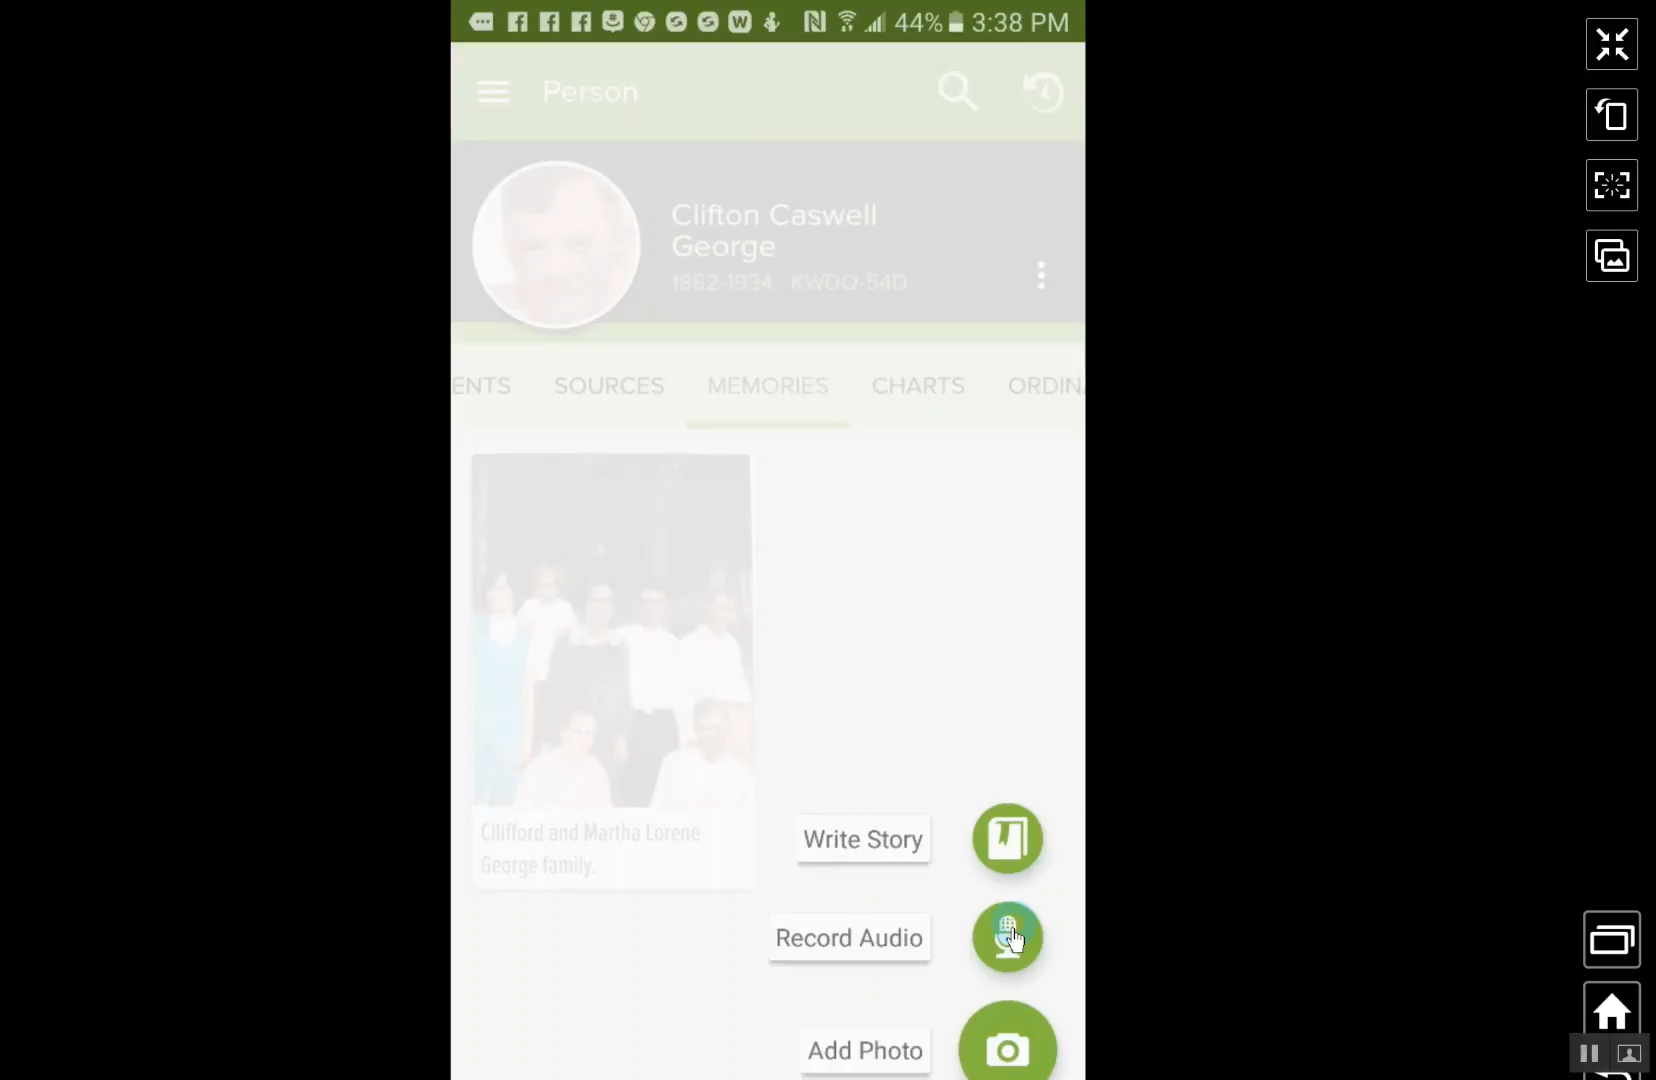 44% 3:38 PM
Person
Clifton Caswell
George
1882-1934 KWDQ-54D
ENTS SOURCES MEMORIES CHARTS ORDIN
Clifford and Martha Lorene
George family.
Write Story
Record Audio
Add Photo